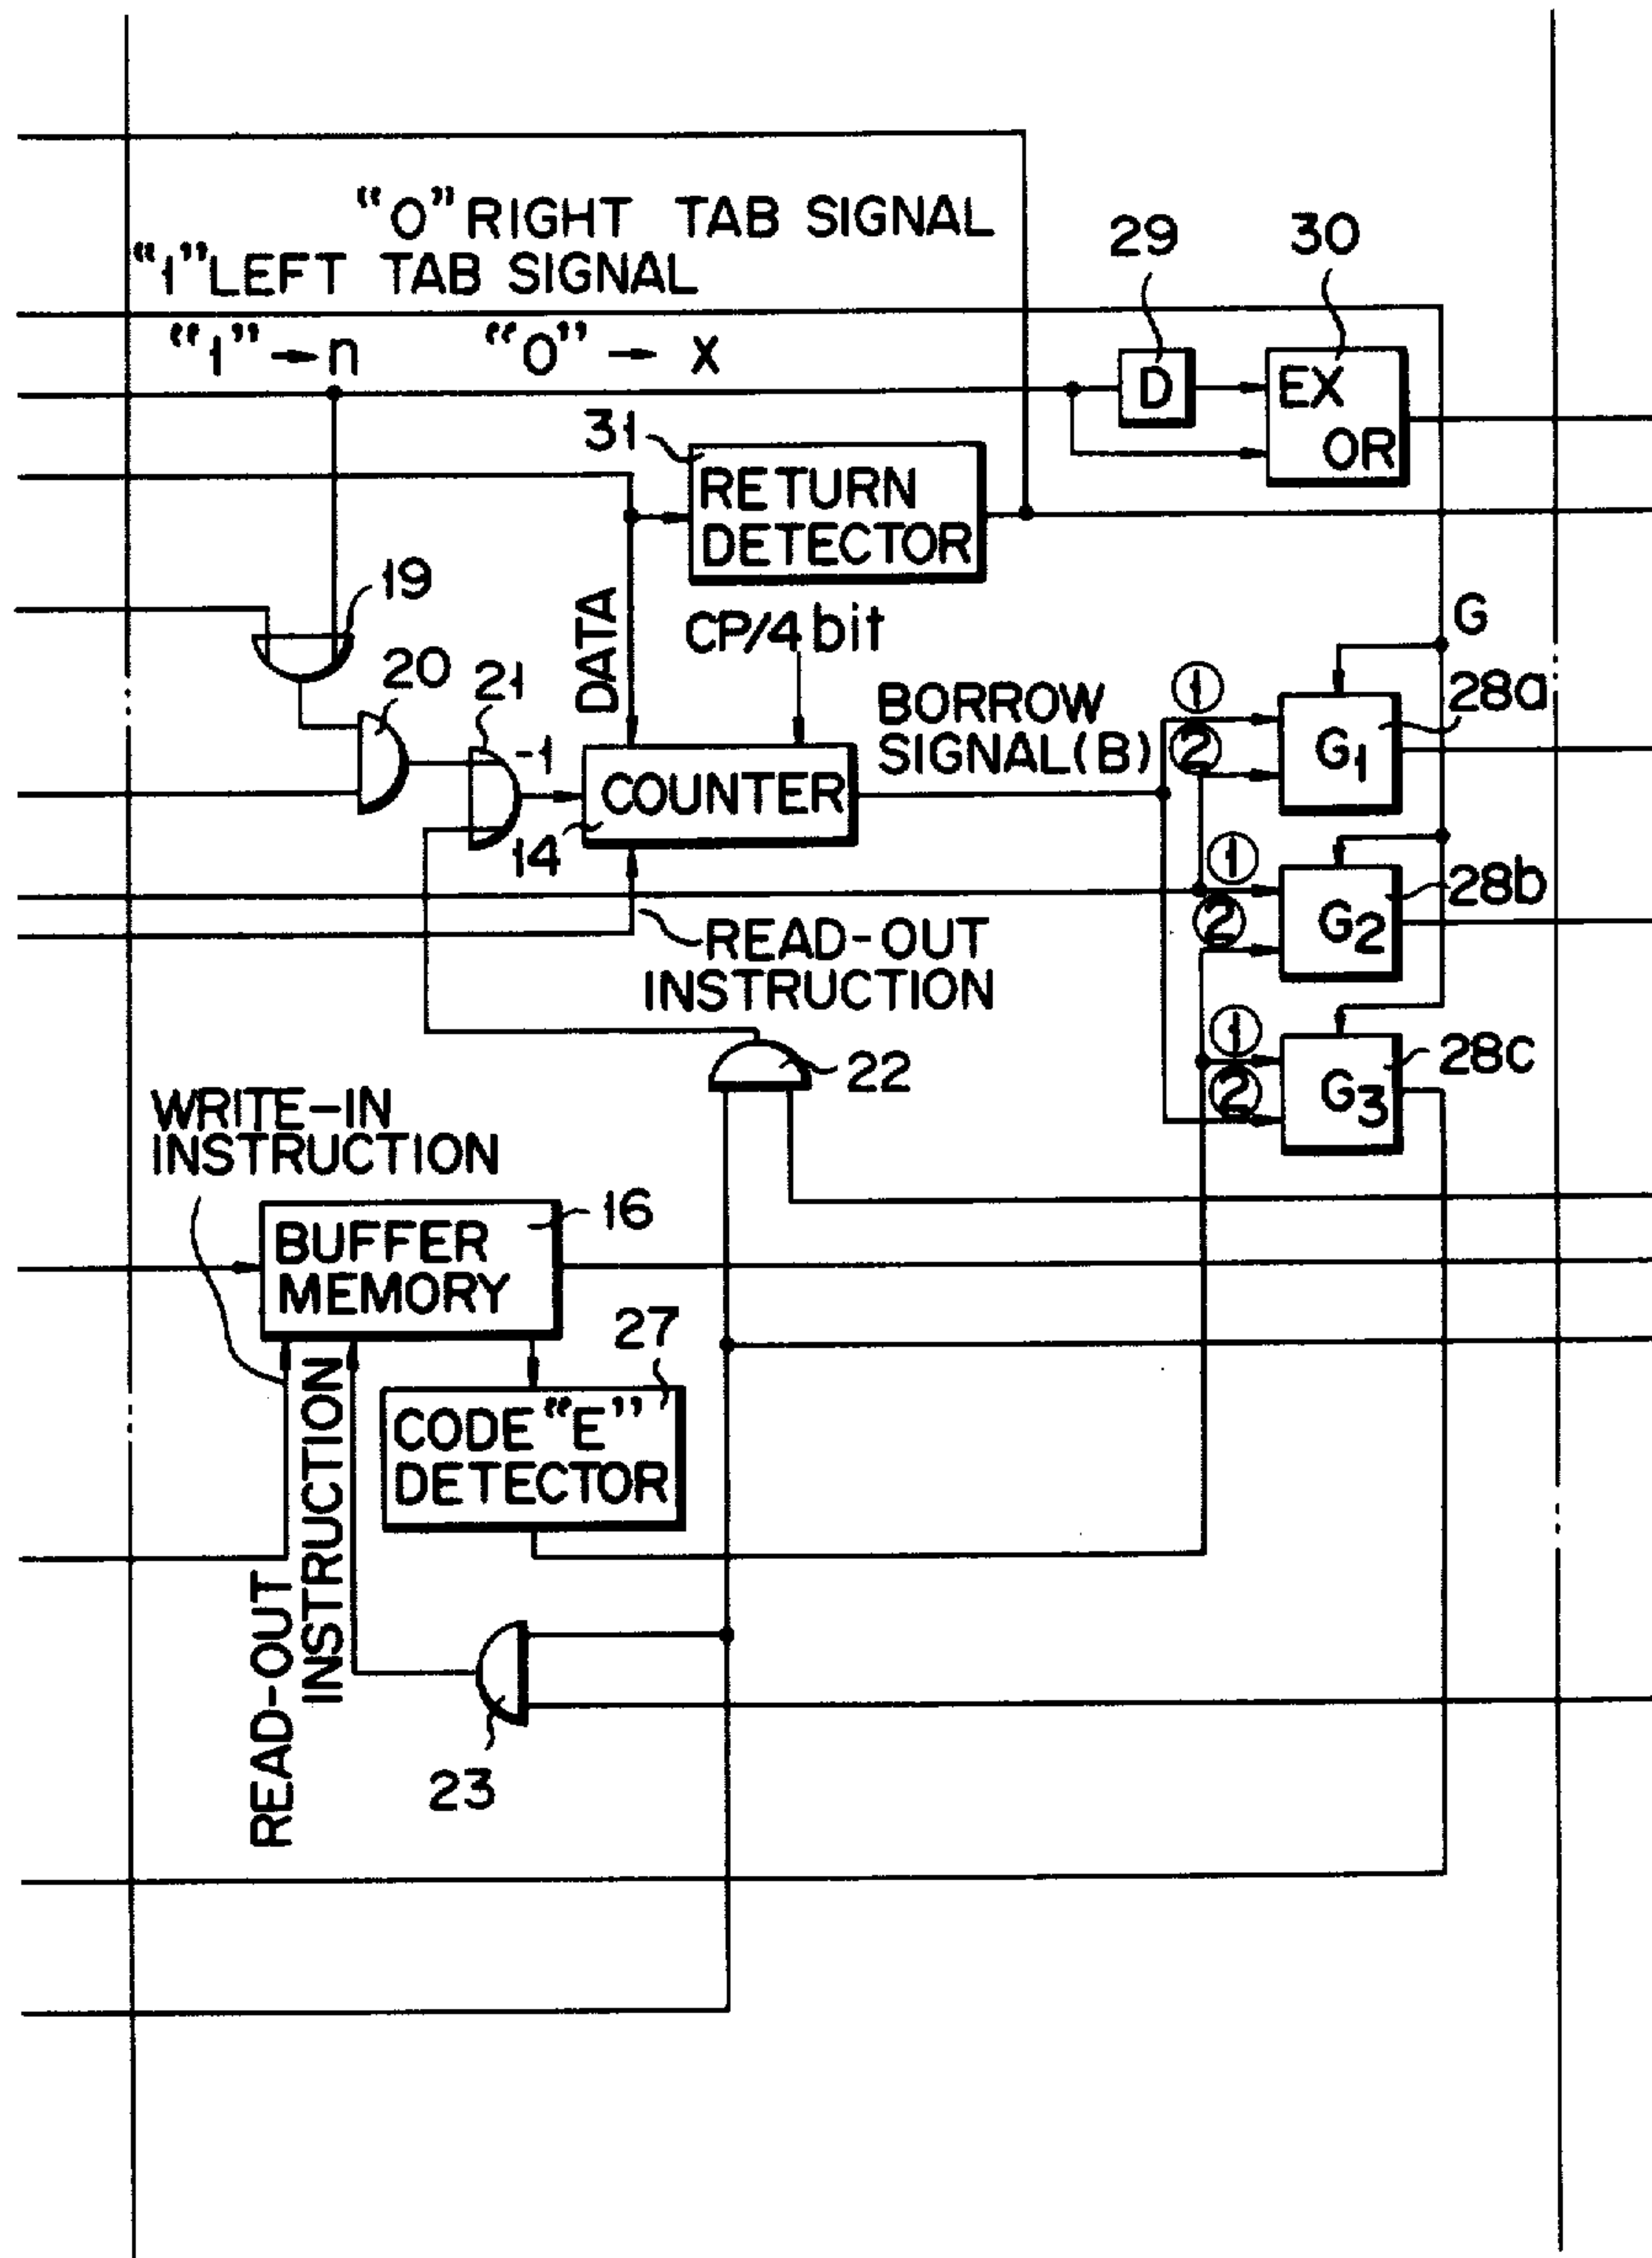 “0” RIGHT TAB SIGNAL
“1” LEFT TAB SIGNAL
29
30
“1” → n “0” → x
D
EX
OR
31
RETURN
DETECTOR
19
DATA
CP/4 bit
G
20
21
-1
BORROW
SIGNAL(B)
①
②
28a
G1
COUNTER
14
①
②
28b
G2
READ-OUT
INSTRUCTION
①
②
28c
G3
22
WRITE-IN
INSTRUCTION
16
BUFFER
MEMORY
27
CODE “E”
DETECTOR
READ-OUT
INSTRUCTION
23